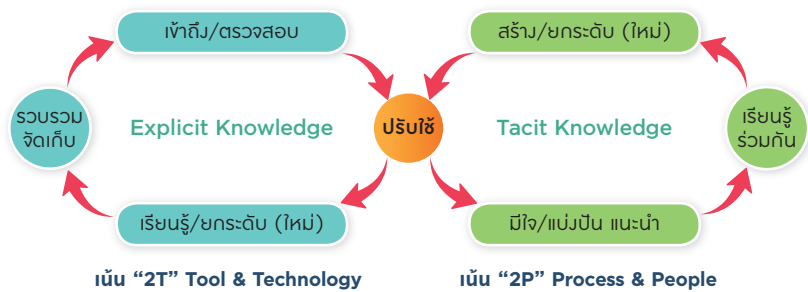 เข้าถึง/ตรวจสอบ
สร้าง/ยกระดับ (ใหม่)
รวบรวม
จัดเก็บ
Explicit Knowledge
ปรับใช้
Tacit Knowledge
เรียนรู้
ร่วมกัน
เรียนรู้/ยกระดับ (ใหม่)
มีใจ/แบ่งปัน แนะนำ
เน้น “2T” Tool & Technology
เน้น “2P” Process & People